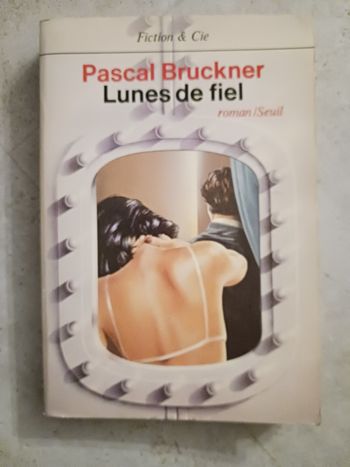 Fiction & Cie
Pascal Bruckner
Lunes de fiel
roman/Seuil